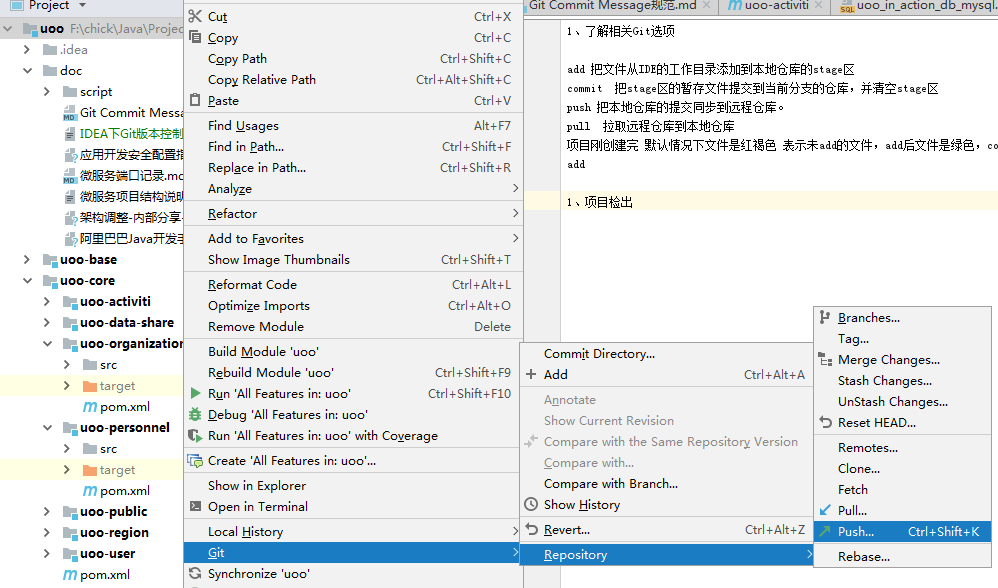 Project
uoo F:\chick\Java\Projec
.idea
doc
script
Git Commit Messa
IDEA下Git版本控制
应用开发安全配置指
微服务端口记录.mc
微服务项目结构说明
架构调整-内部分享-
阿里巴巴Java开发手
uoo-base
uoo-core
uoo-activiti
uoo-data-share
uoo-organization
src
target
pom.xml
uoo-personnel
src
target
pom.xml
uoo-public
uoo-region
uoo-user
pom.xml
Cut Ctrl+X
Copy Ctrl+C
Copy Path Ctrl+Shift+C
Copy Relative Path Ctrl+Alt+Shift+C
Paste Ctrl+V
Find Usages Alt+F7
Find in Path... Ctrl+Shift+F
Replace in Path... Ctrl+Shift+R
Analyze
Refactor
Add to Favorites
Show Image Thumbnails Ctrl+Shift+T
Reformat Code Ctrl+Alt+L
Optimize Imports Ctrl+Alt+O
Remove Module Delete
Build Module 'uoo'
Rebuild Module 'uoo' Ctrl+Shift+F9
Run 'All Features in: uoo' Ctrl+Shift+F10
Debug 'All Features in: uoo'
Run 'All Features in: uoo' with Coverage
Create 'All Features in: uoo'...
Show in Explorer
Open in Terminal
Local History
Git
Synchronize 'uoo'
Git Commit Message规范.md
uoo-activiti
uoo_in_action_db_mysql.
1、了解相关Git选项
add 把文件从IDE的工作目录添加到本地仓库的stage区
commit 把stage区的暂存文件提交到当前分支的仓库，并清空stage区
push 把本地仓库的提交同步到远程仓库。
pull 拉取远程仓库到本地仓库
项目刚创建完 默认情况下文件是红褐色 表示未add的文件，add后文件是绿色，co
add
1、项目检出
Commit Directory...
Add Ctrl+Alt+A
Annotate
Show Current Revision
Compare with the Same Repository Version
Compare with...
Compare with Branch...
Show History
Revert... Ctrl+Alt+Z
Repository
Branches...
Tag...
Merge Changes...
Stash Changes...
UnStash Changes...
Reset HEAD...
Remotes...
Clone...
Fetch
Pull...
Push... Ctrl+Shift+K
Rebase...